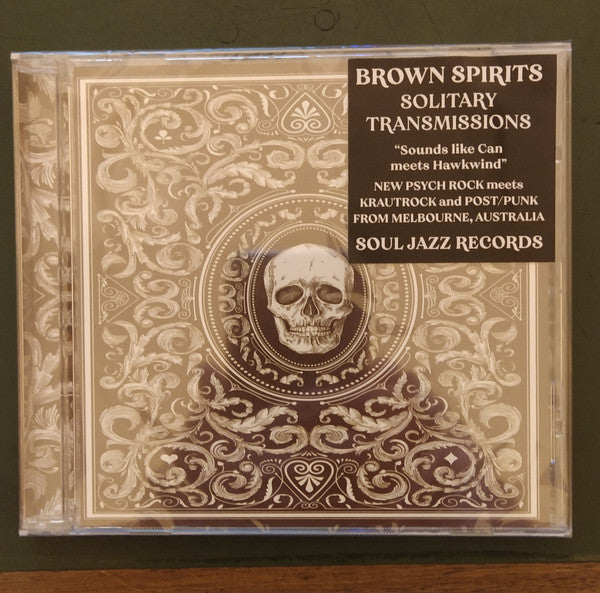 BROWN SPIRITS
SOLITARY
TRANSMISSIONS
“Sounds like Can
meets Hawkwind”
NEW PSYCH ROCK meets
KRAUTROCK and POST/PUNK
FROM MELBOURNE, AUSTRALIA
SOUL JAZZ RECORDS